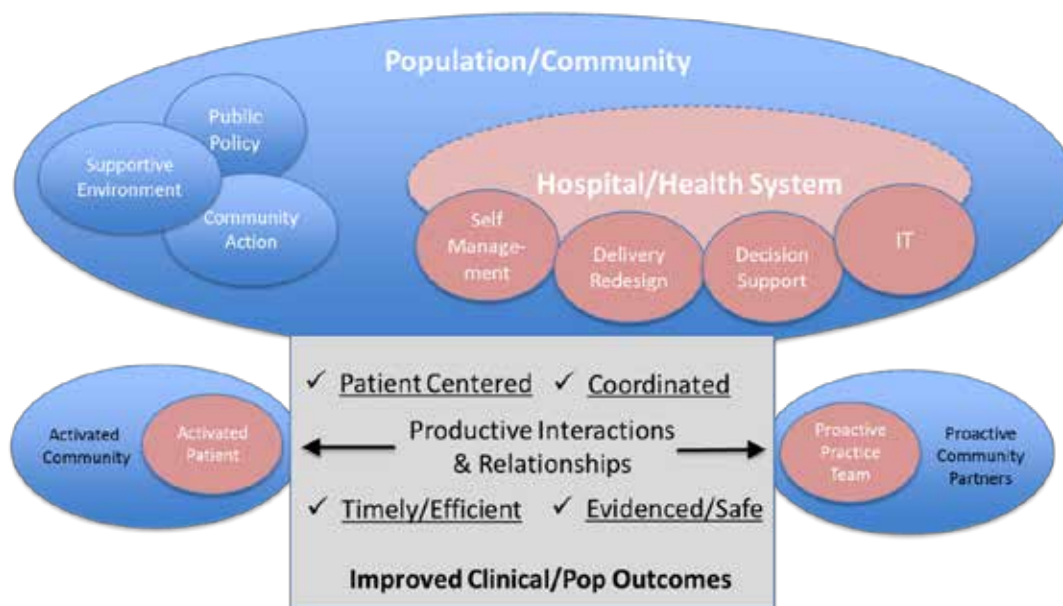 Population/Community
Public
Policy
Supportive
Environment
Community
Action
Hospital/Health System
Self
Manage-
ment
Delivery
Redesign
Decision
Support
IT
✓ Patient Centered ✓ Coordinated
Activated
Community
Activated
Patient
Productive Interactions
& Relationships
Proactive
Practice
Team
Proactive
Community
Partners
✓ Timely/Efficient ✓ Evidenced/Safe
Improved Clinical/Pop Outcomes